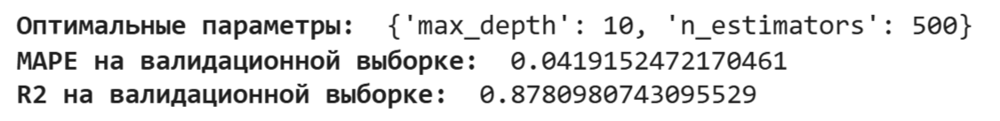 Оптимальные параметры:  {'max_depth': 10, 'n_estimators': 500}
MAPE на валидационной выборке:  0.0419152472170461
R2 на валидационной выборке:  0.8780980743095529